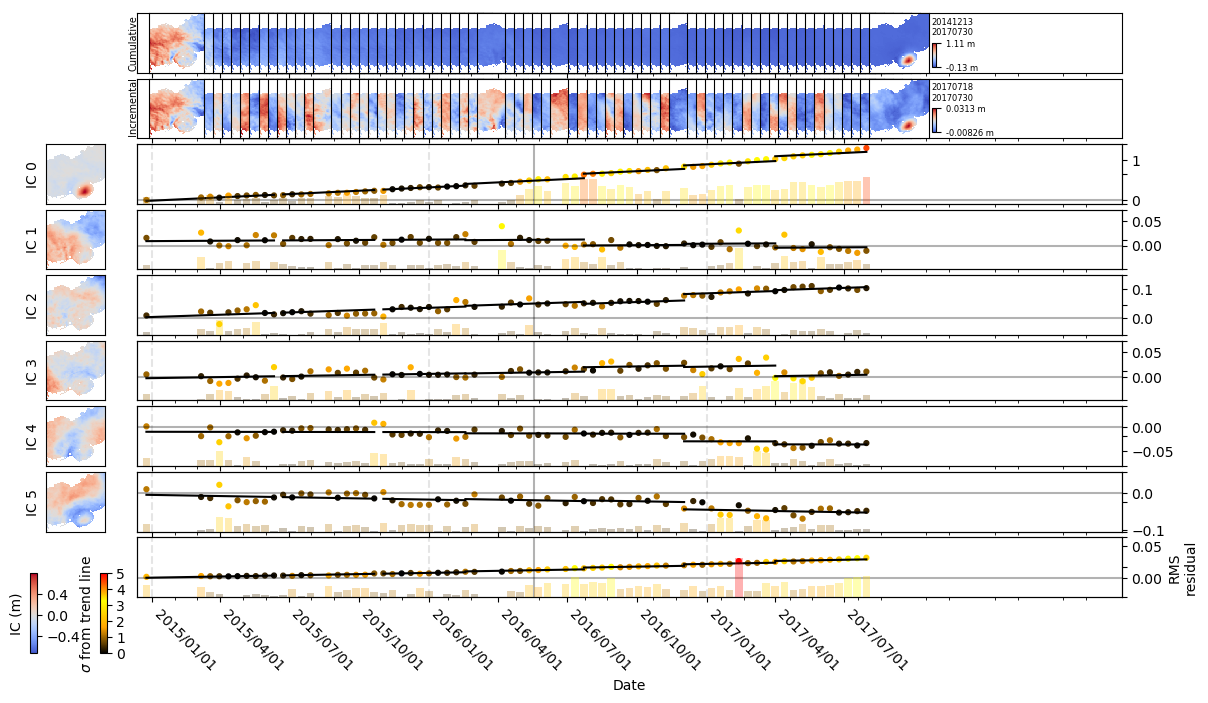 Cumulative
20141213
20170730
1.11 m
-0.13 m
Incremental
20170718
20170730
0.0313 m
-0.00826 m
IC 0
1
0
IC 1
0.05
0.00
IC 2
0.1
0.0
IC 3
0.05
0.00
IC 4
0.00
−0.05
IC 5
0.0
−0.1
0.05
0.00
RMS
residual
IC (m)
0.4
0.0
−0.4
σ from trend line
5
4
3
2
1
0
2015/01/01
2015/04/01
2015/07/01
2015/10/01
2016/01/01
2016/04/01
2016/07/01
2016/10/01
2017/01/01
2017/04/01
2017/07/01
Date